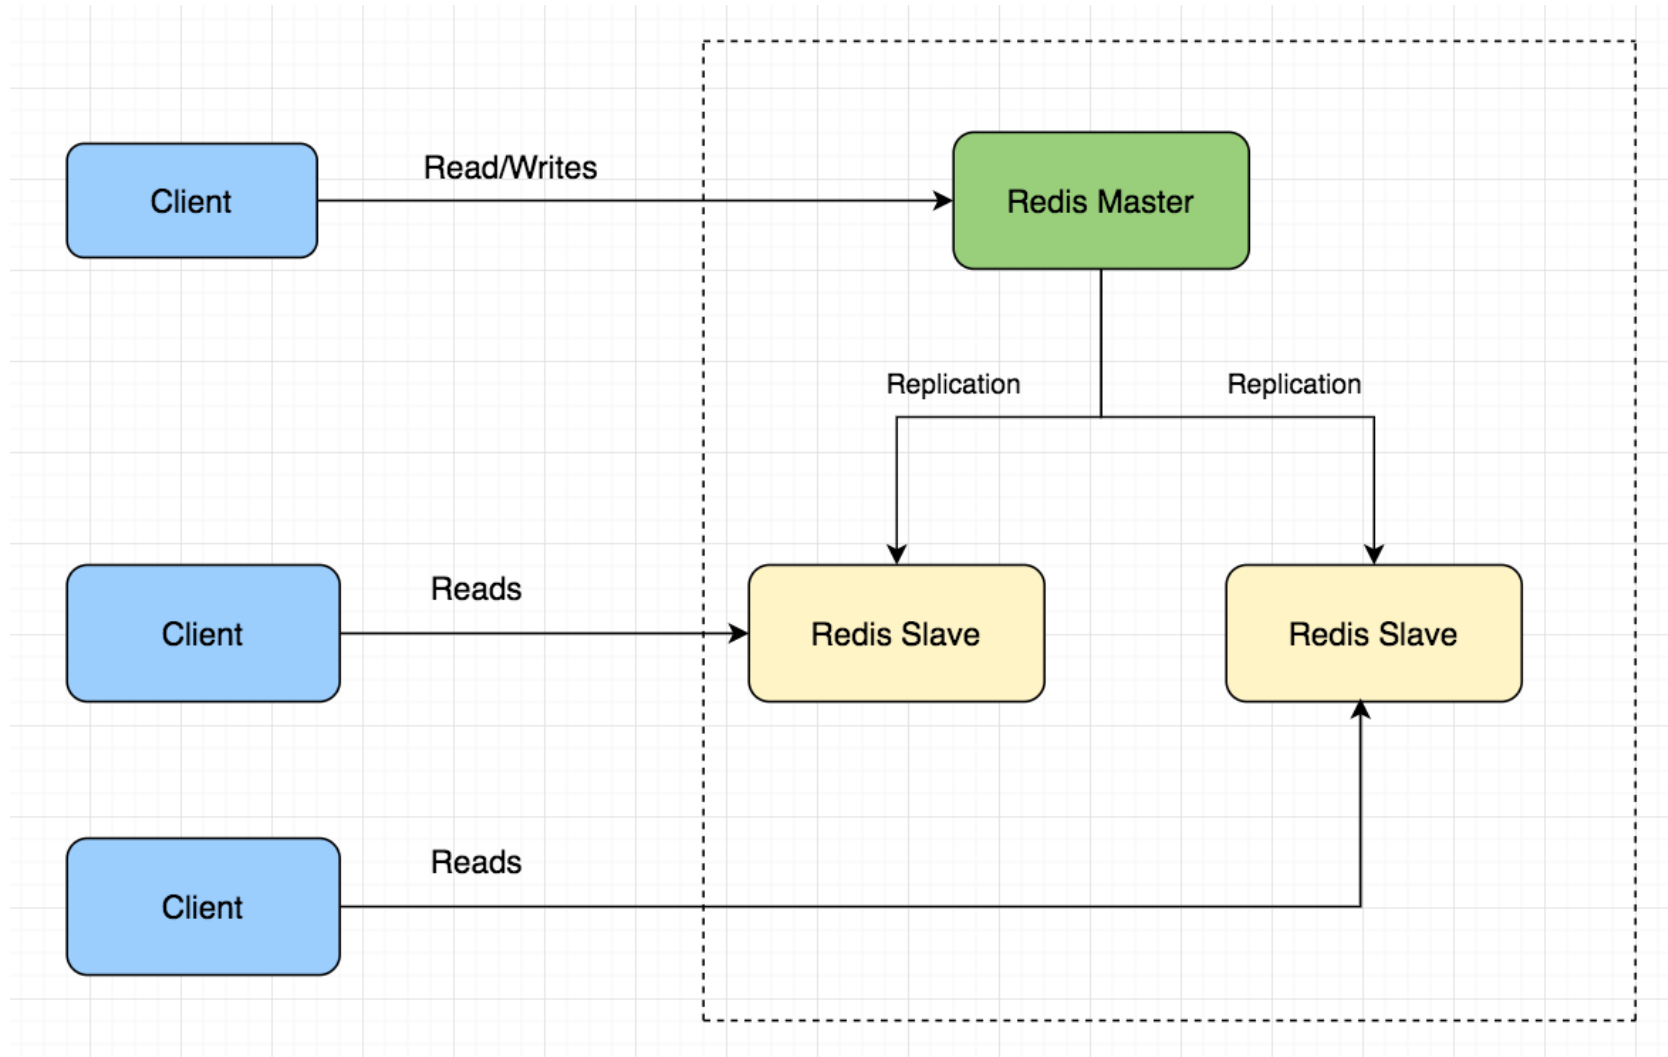 Client
Read/Writes
Redis Master
Replication
Replication
Client
Reads
Redis Slave
Redis Slave
Client
Reads